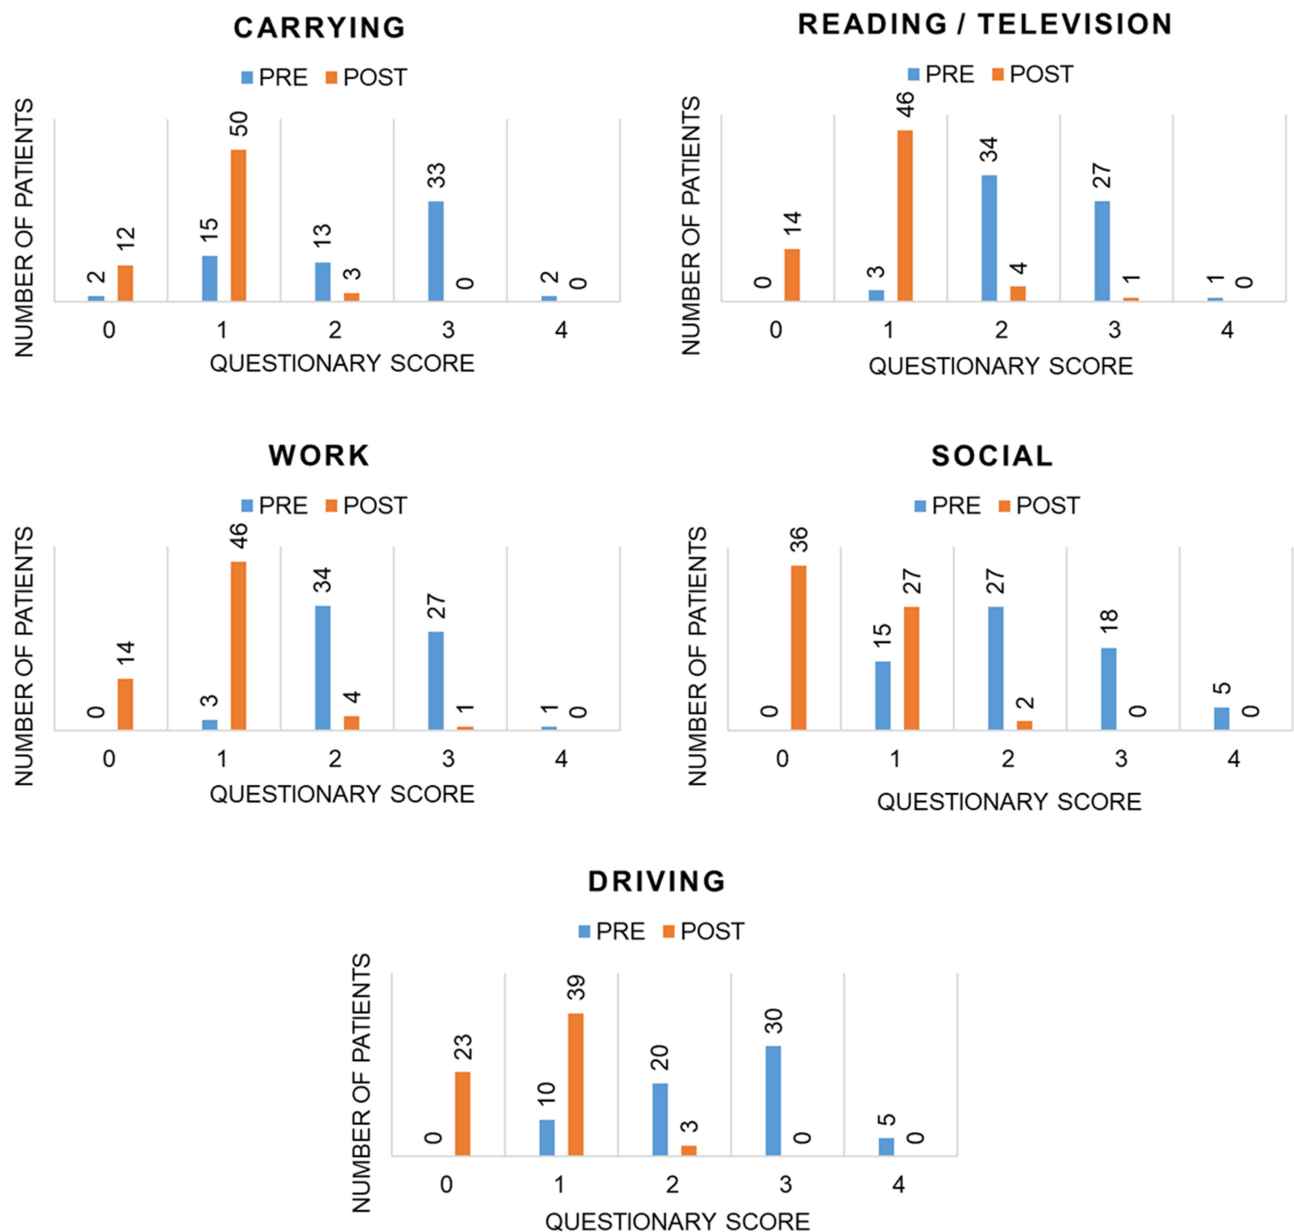 CARRYING
PRE POST
NUMBER OF PATIENTS
2 12 15 50 13 3 33 0 2 0
0 1 2 3 4
QUESTIONARY SCORE
READING / TELEVISION
PRE POST
NUMBER OF PATIENTS
0 14 3 46 34 4 27 1 1 0
0 1 2 3 4
QUESTIONARY SCORE
WORK
PRE POST
NUMBER OF PATIENTS
0 14 3 46 34 4 27 1 1 0
0 1 2 3 4
QUESTIONARY SCORE
SOCIAL
PRE POST
NUMBER OF PATIENTS
0 36 15 27 27 2 18 0 5 0
0 1 2 3 4
QUESTIONARY SCORE
DRIVING
PRE POST
NUMBER OF PATIENTS
0 23 10 39 20 3 30 0 5 0
0 1 2 3 4
QUESTIONARY SCORE